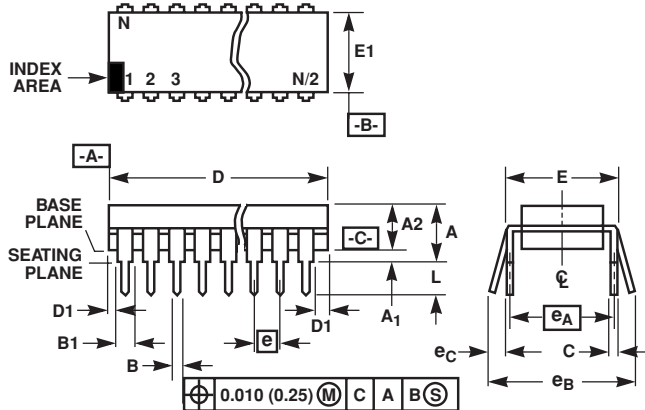 N
E1
INDEX
AREA
1 2 3 N/2
-B-
-A-
D
E
BASE
PLANE
A2
A
-C-
SEATING
PLANE
L
D1
A1
D1
B1
e
eA
B
eC
C
eB
⌖ 0.010 (0.25) Ⓜ C A B Ⓢ
℄